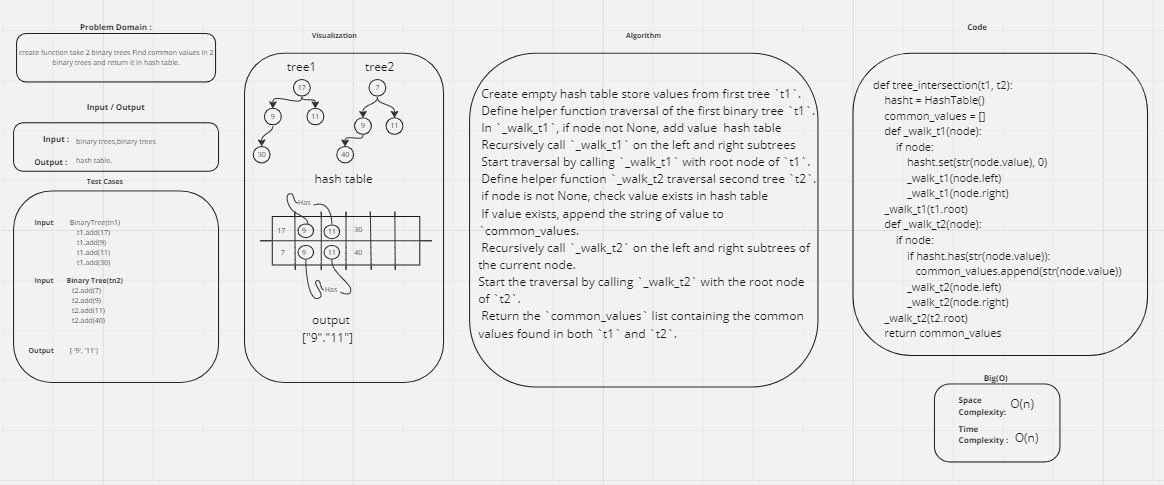 Problem Domain :
create function take 2 binary trees Find common values in 2
binary trees and return it in hash table.
Input / Output
Input : binary trees,binary trees
Output : hash table.
Test Cases
Input BinaryTree(tn1)
t1.add(17)
t1.add(9)
t1.add(11)
t1.add(30)
Input Binary Tree(tn2)
t2.add(7)
t2.add(9)
t2.add(11)
t2.add(40)
Output [ '9', '11']
Visualization
tree1 tree2
17 7
9 11 9 11
30 40
hash table
Has
17 9 11 30
7 9 11 40
Has
output
["9"."11"]
Algorithm
Create empty hash table store values from first tree `t1`.
Define helper function traversal of the first binary tree `t1`.
In `_walk_t1`, if node not None, add value hash table
Recursively call `_walk_t1` on the left and right subtrees
Start traversal by calling `_walk_t1` with root node of `t1`.
Define helper function `_walk_t2 traversal second tree `t2`.
if node is not None, check value exists in hash table
If value exists, append the string of value to
`common_values.
Recursively call `_walk_t2` on the left and right subtrees of
the current node.
Start the traversal by calling `_walk_t2` with the root node
of `t2`.
Return the `common_values` list containing the common
values found in both `t1` and `t2`.
Code
def tree_intersection(t1, t2):
hasht = HashTable()
common_values = []
def _walk_t1(node):
if node:
hasht.set(str(node.value), 0)
_walk_t1(node.left)
_walk_t1(node.right)
_walk_t1(t1.root)
def _walk_t2(node):
if node:
if hasht.has(str(node.value)):
common_values.append(str(node.value))
_walk_t2(node.left)
_walk_t2(node.right)
_walk_t2(t2.root)
return common_values
Big(O)
Space
Complexity: O(n)
Time
Complexity : O(n)